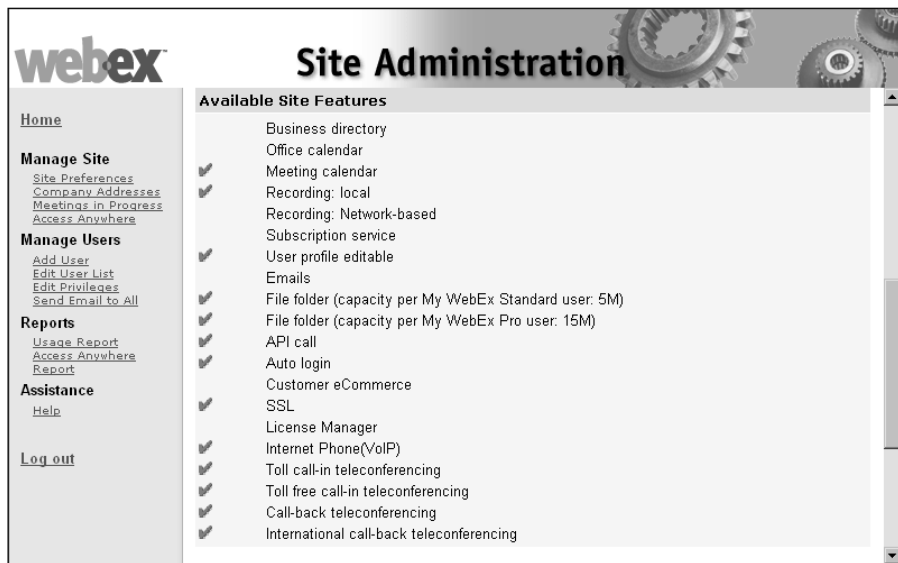 webex™
Site Administration
Home
Manage Site
Site Preferences
Company Addresses
Meetings in Progress
Access Anywhere
Manage Users
Add User
Edit User List
Edit Privileges
Send Email to All
Reports
Usage Report
Access Anywhere
Report
Assistance
Help
Log out
Available Site Features
Business directory
Office calendar
Meeting calendar
Recording: local
Recording: Network-based
Subscription service
User profile editable
Emails
File folder (capacity per My WebEx Standard user: 5M)
File folder (capacity per My WebEx Pro user: 15M)
API call
Auto login
Customer eCommerce
SSL
License Manager
Internet Phone(VoIP)
Toll call-in teleconferencing
Toll free call-in teleconferencing
Call-back teleconferencing
International call-back teleconferencing